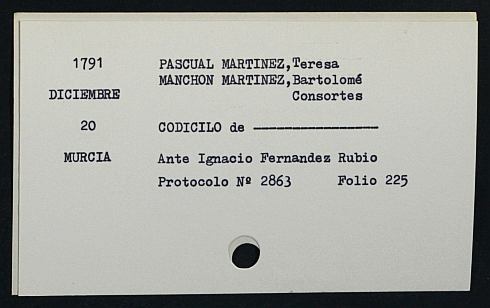 1791 PASCUAL MARTINEZ,Teresa
MANCHON MARTINEZ,Bartolomé
DICIEMBRE Consortes
20 CODICILO de ----------------
MURCIA Ante Ignacio Fernandez Rubio
Protocolo Nº 2863 Folio 225